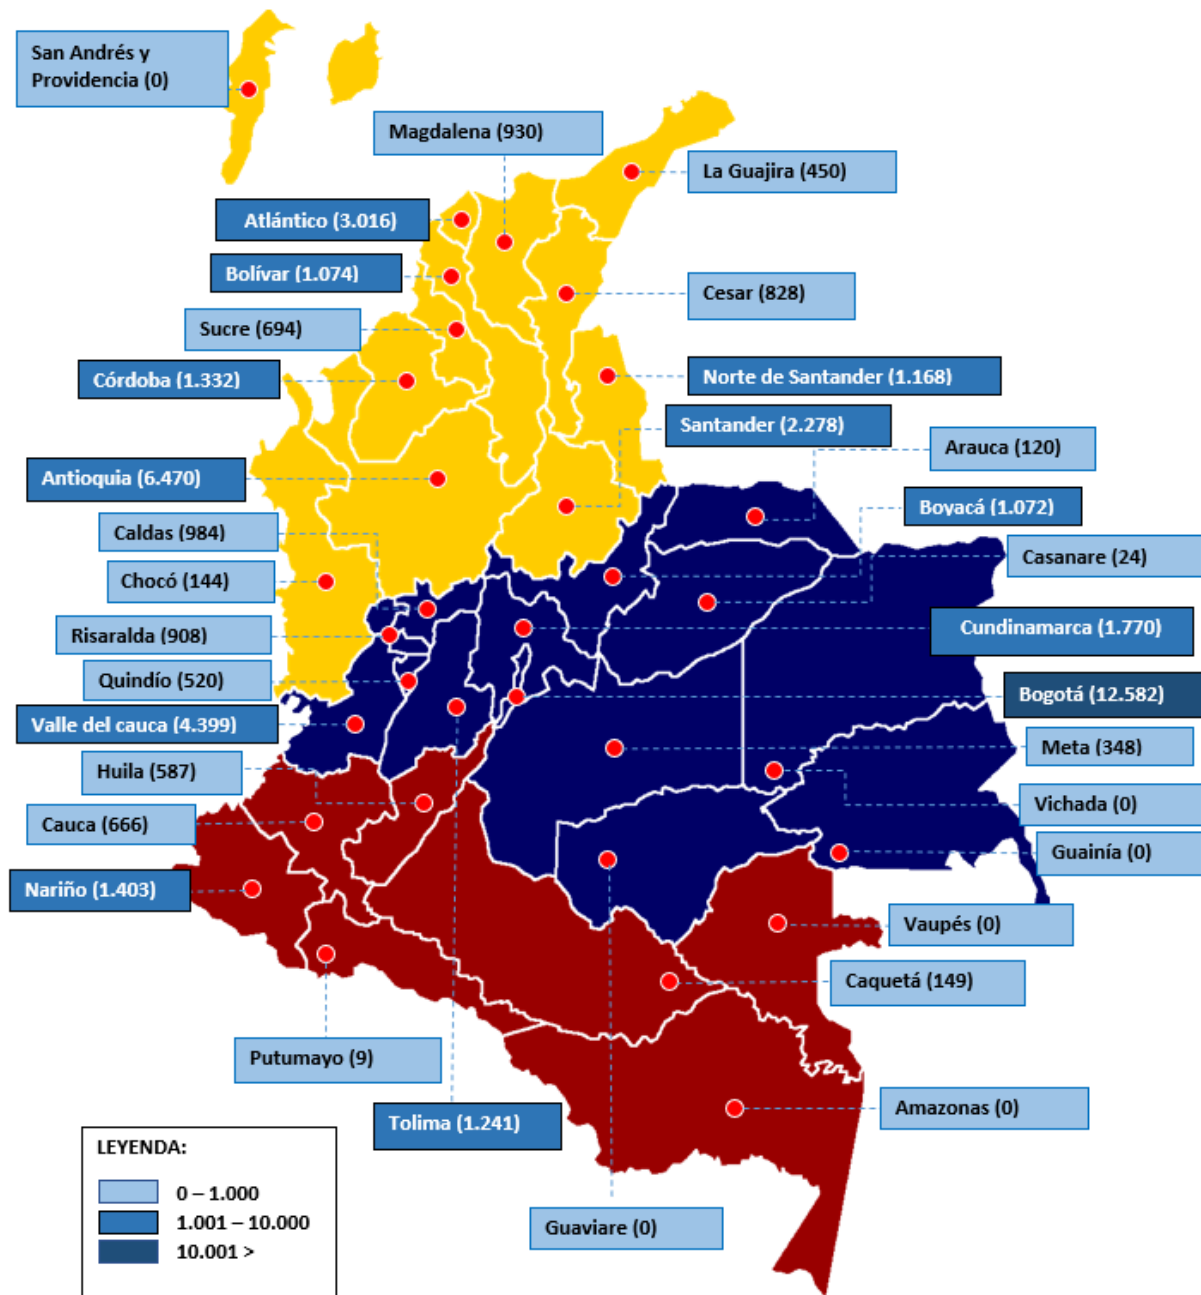 San Andrés y
Providencia (0)
Magdalena (930)
La Guajira (450)
Atlántico (3.016)
Bolívar (1.074)
Cesar (828)
Sucre (694)
Córdoba (1.332)
Norte de Santander (1.168)
Santander (2.278)
Arauca (120)
Antioquia (6.470)
Boyacá (1.072)
Caldas (984)
Casanare (24)
Chocó (144)
Risaralda (908)
Cundinamarca (1.770)
Quindío (520)
Bogotá (12.582)
Valle del cauca (4.399)
Meta (348)
Huila (587)
Vichada (0)
Cauca (666)
Guainía (0)
Nariño (1.403)
Vaupés (0)
Caquetá (149)
Putumayo (9)
Amazonas (0)
Tolima (1.241)
Guaviare (0)
LEYENDA:
0 – 1.000
1.001 – 10.000
10.001 >